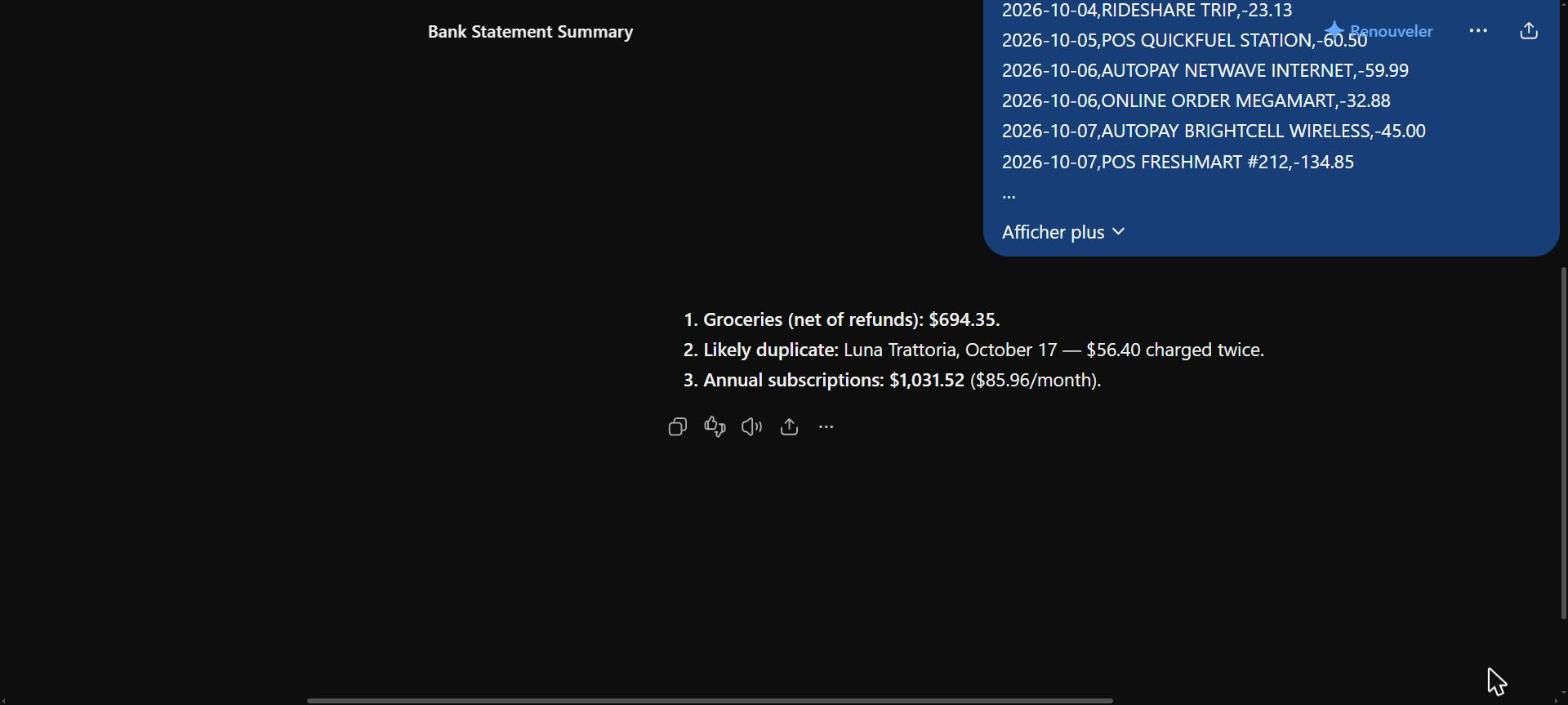 Bank Statement Summary
2026-10-04,RIDESHARE TRIP,-23.13
Renouveler
2026-10-05,POS QUICKFUEL STATION,-60.50
2026-10-06,AUTOPAY NETWAVE INTERNET,-59.99
2026-10-06,ONLINE ORDER MEGAMART,-32.88
2026-10-07,AUTOPAY BRIGHTCELL WIRELESS,-45.00
2026-10-07,POS FRESHMART #212,-134.85
...
Afficher plus
1. Groceries (net of refunds): $694.35.
2. Likely duplicate: Luna Trattoria, October 17 — $56.40 charged twice.
3. Annual subscriptions: $1,031.52 ($85.96/month).